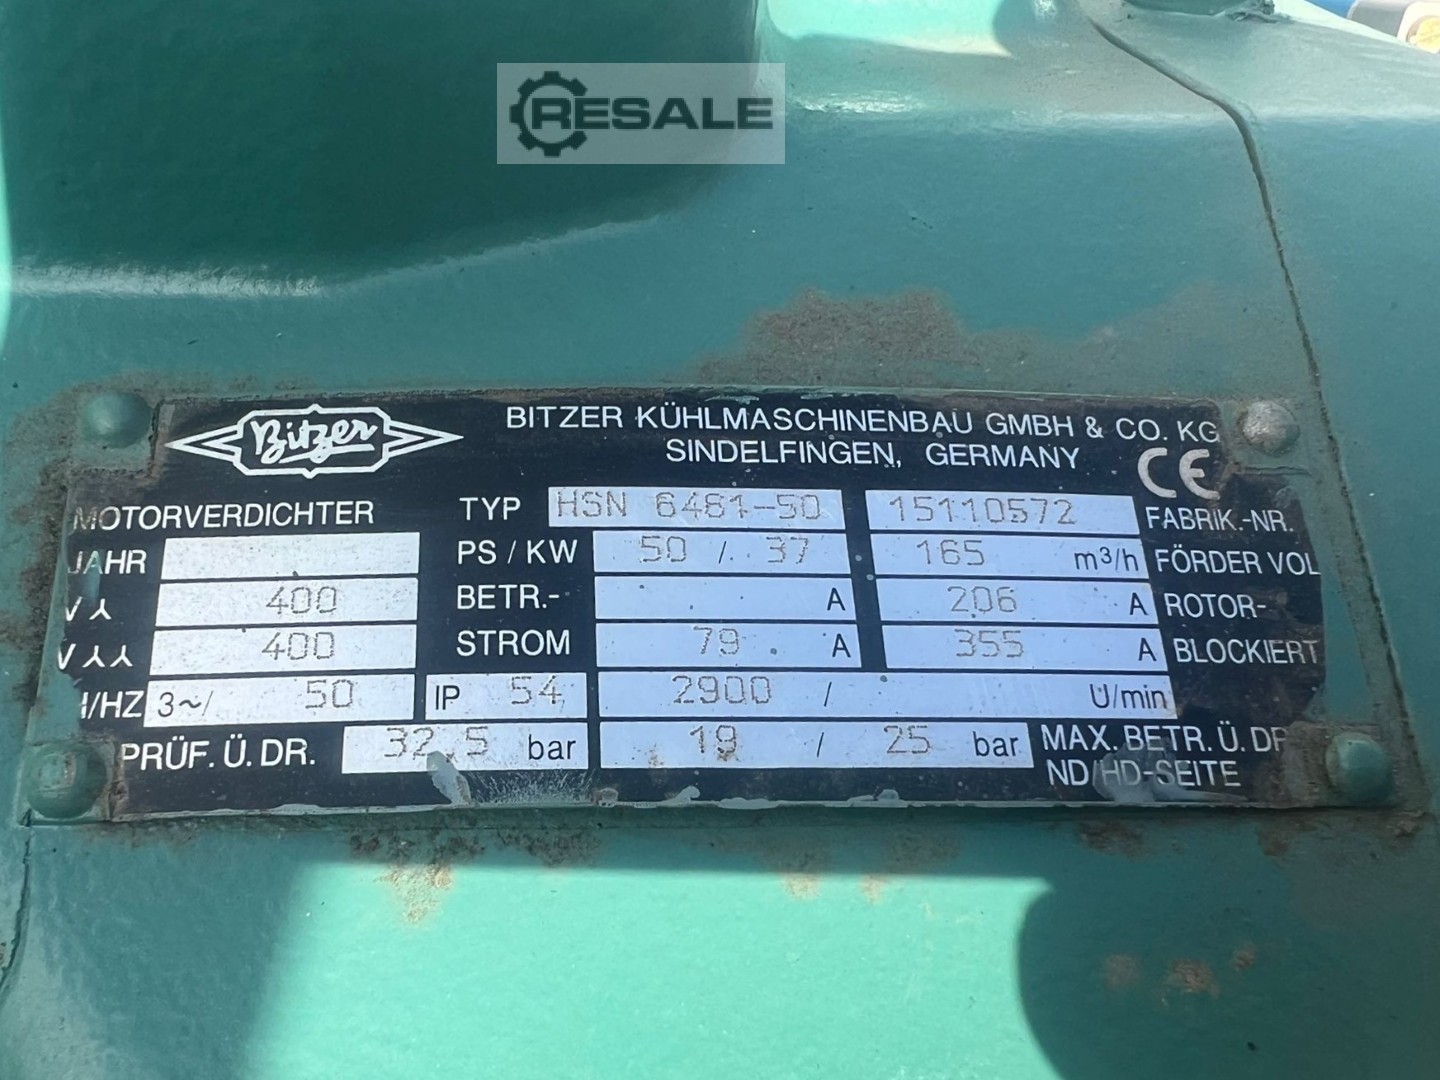 RESALE
Bitzer
BITZER KÜHLMASCHINENBAU GMBH & CO. KG
SINDELFINGEN, GERMANY
CE
MOTORVERDICHTER TYP HSN 6461-50 15110572 FABRIK.-NR.
JAHR PS / KW 50 / 37 165 m³/h FÖRDER VOL
V 400 BETR.- A 206 A ROTOR-
V 400 STROM 79 A 355 A BLOCKIERT
/HZ 3~/ 50 IP 54 2900 / U/min
PRÜF. Ü. DR. 32,5 bar 19 / 25 bar MAX. BETR. Ü. DR
ND/HD-SEITE